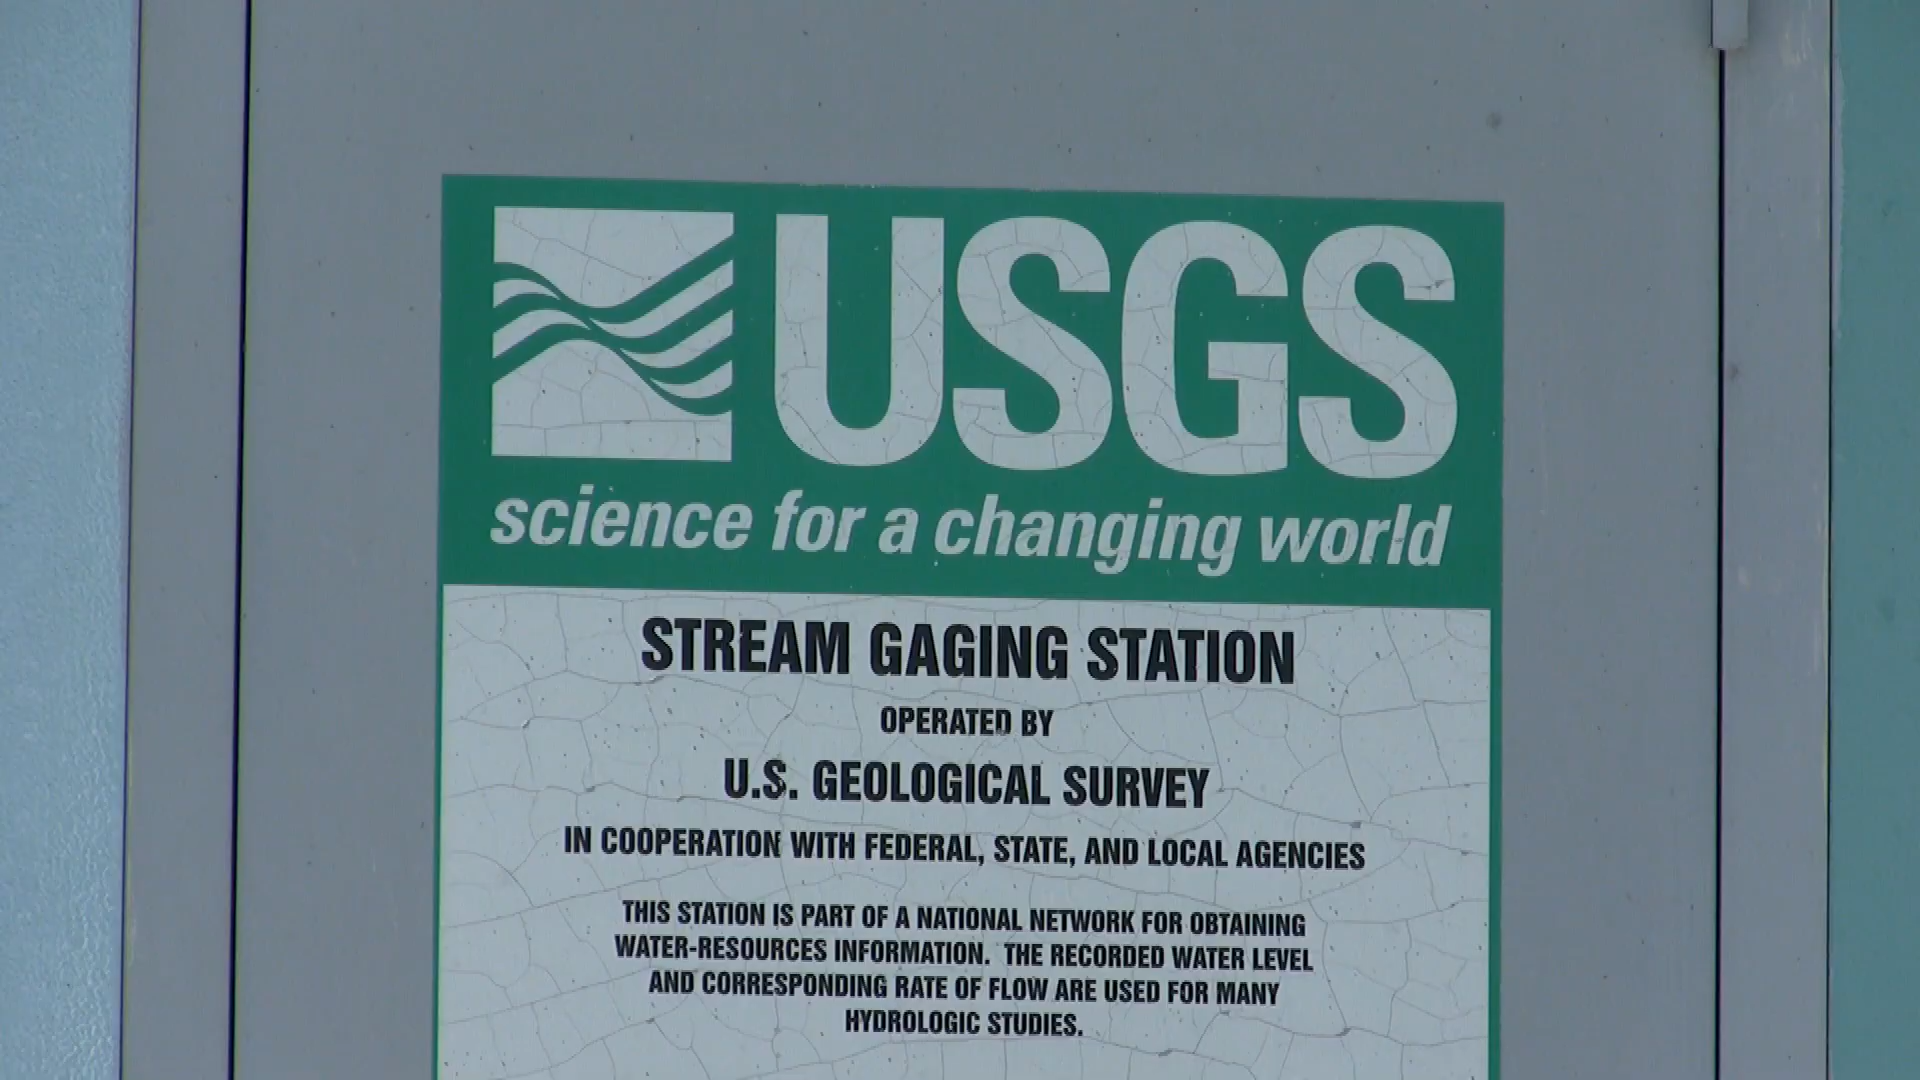 USGS
science for a changing world
STREAM GAGING STATION
OPERATED BY
U.S. GEOLOGICAL SURVEY
IN COOPERATION WITH FEDERAL, STATE, AND LOCAL AGENCIES
THIS STATION IS PART OF A NATIONAL NETWORK FOR OBTAINING
WATER-RESOURCES INFORMATION. THE RECORDED WATER LEVEL
AND CORRESPONDING RATE OF FLOW ARE USED FOR MANY
HYDROLOGIC STUDIES.